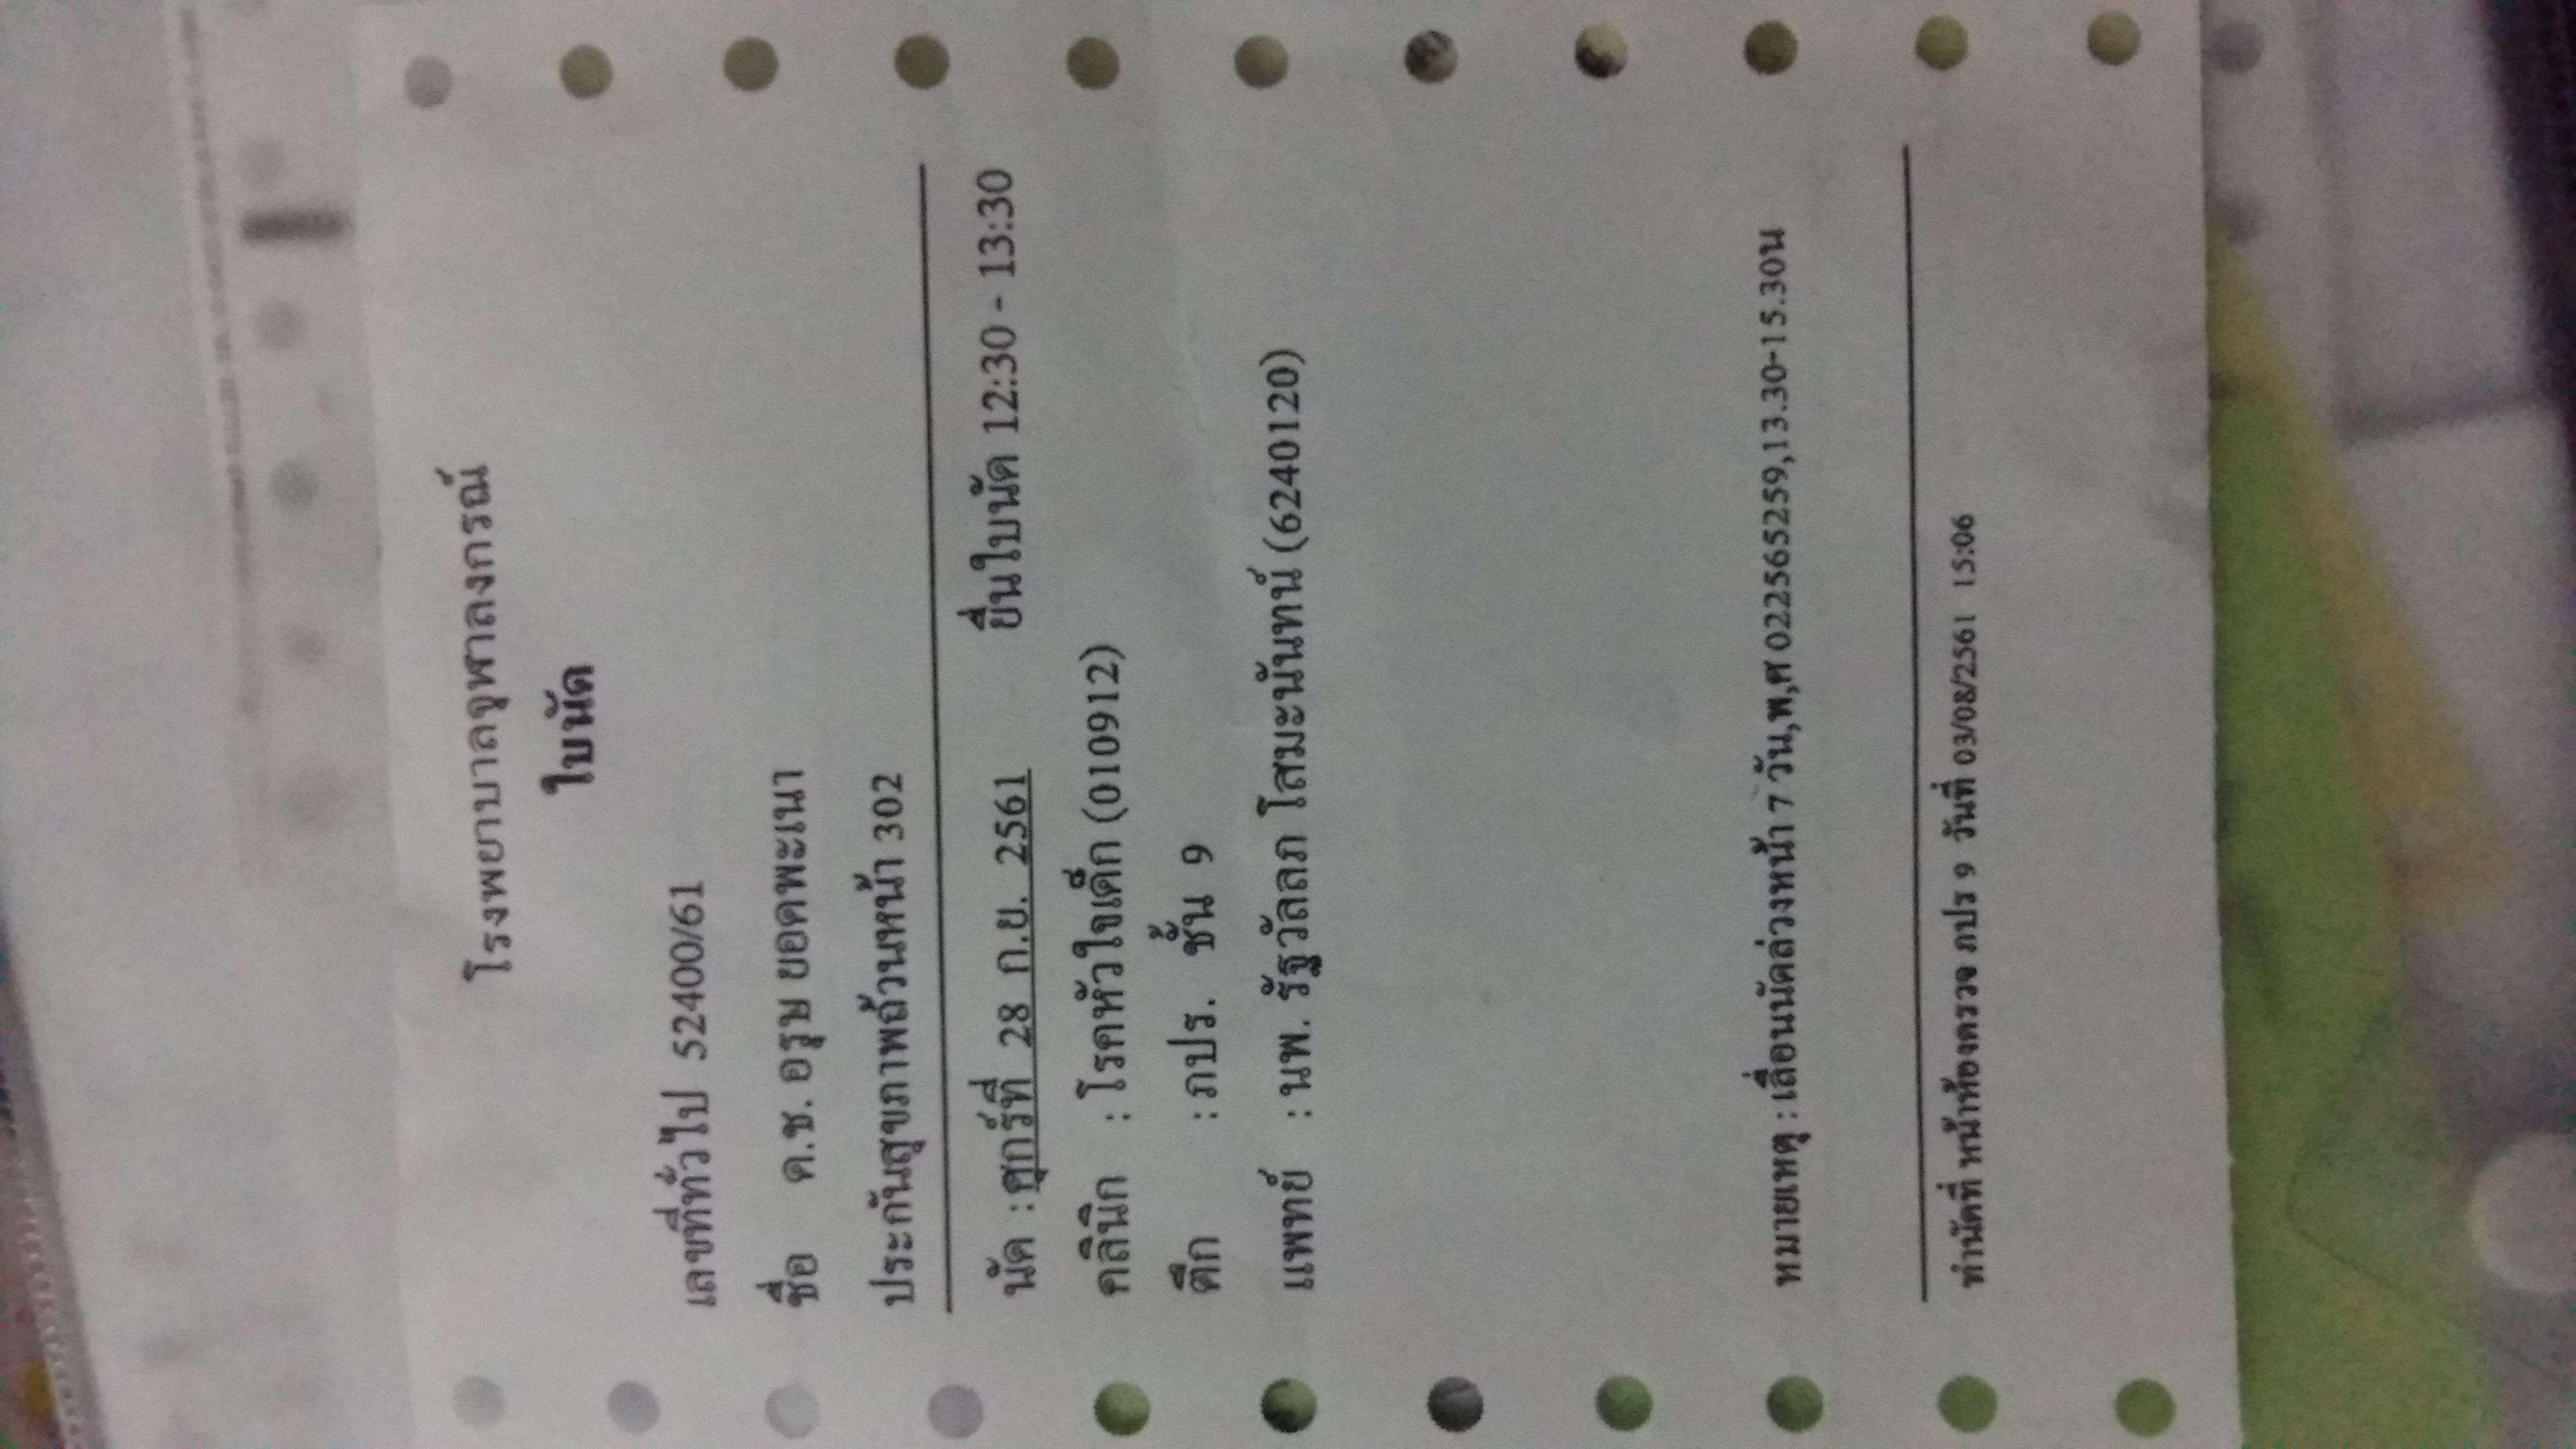 โรงพยาบาลจุฬาลงกรณ์
ใบนัด
เลขที่ทั่วไป 52400/61
ชื่อ ด.ช. อรุษ ยอดพะเนา
ประกันสุขภาพถ้วนหน้า 302
นัด : ศุกร์ที่ 28 ก.ย. 2561 ยื่นใบนัด 12:30 - 13:30
คลินิก : โรคหัวใจเด็ก (010912)
ตึก : ภปร. ชั้น 9
แพทย์ : นพ. รัฐวัลลภ โสมะนันทน์ (6240120)
หมายเหตุ : เลื่อนนัดล่วงหน้า 7 วัน,พ,ศ 022565259,13.30-15.30น
ทำนัดที่ หน้าห้องตรวจ ภปร 9 วันที่ 03/08/2561 15:06